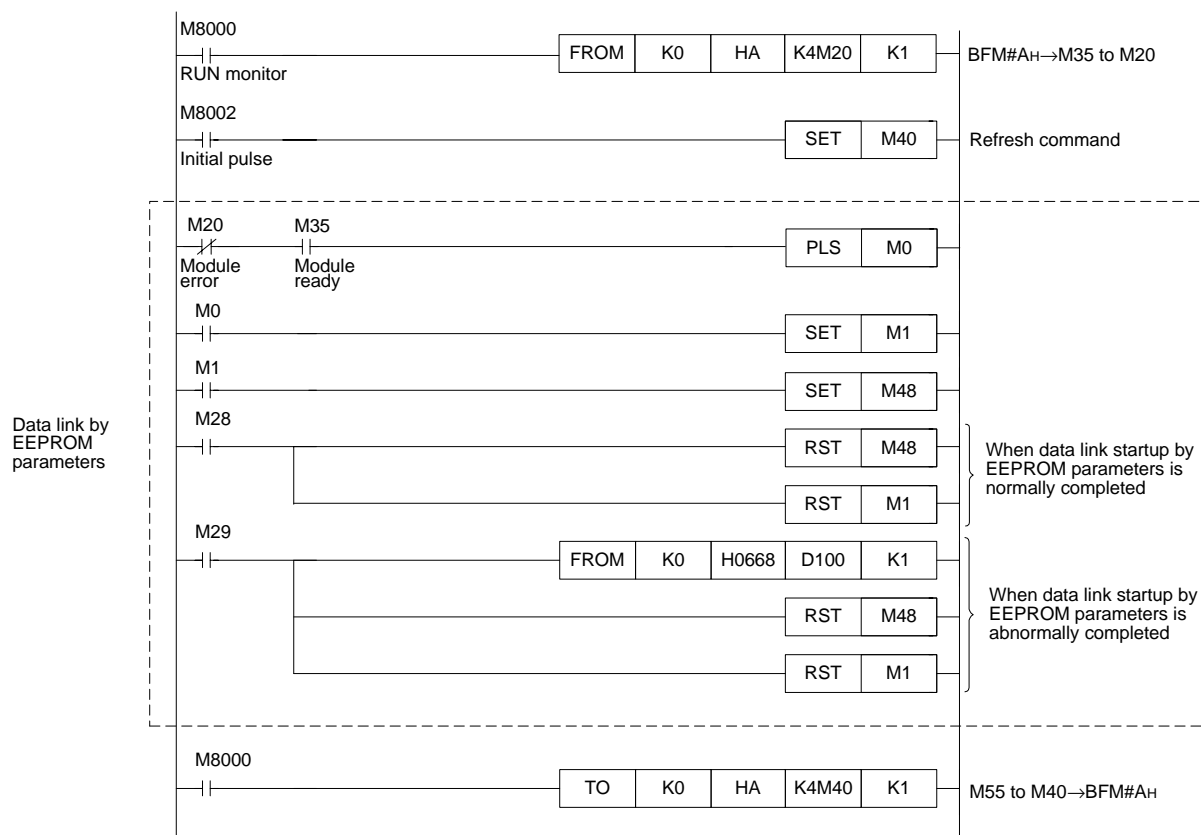 M8000
FROM K0 HA K4M20 K1
BFM#AH→M35 to M20
RUN monitor
M8002
SET M40
Refresh command
Initial pulse
M20 M35
PLS M0
Module error
Module ready
M0
SET M1
M1
SET M48
Data link by
EEPROM
parameters
M28
RST M48
RST M1
When data link startup by
EEPROM parameters is
normally completed
M29
FROM K0 H0668 D100 K1
RST M48
RST M1
When data link startup by
EEPROM parameters is
abnormally completed
M8000
TO K0 HA K4M40 K1
M55 to M40→BFM#AH